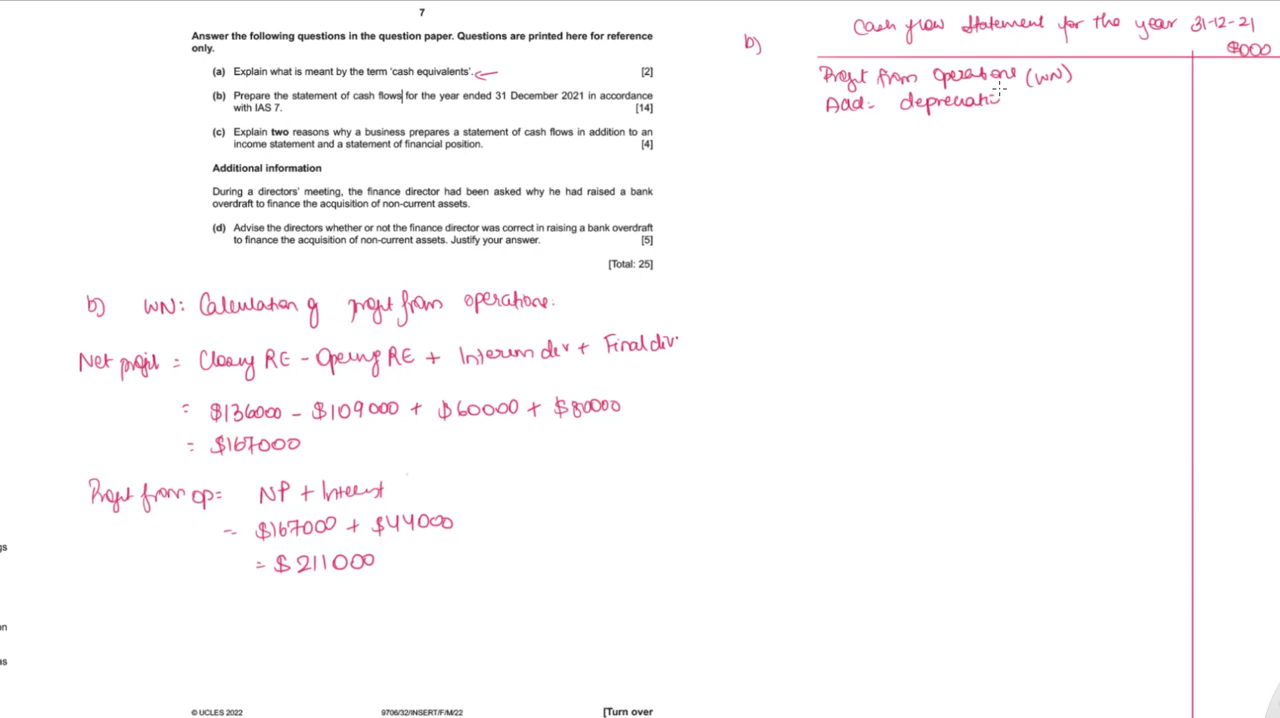 7
Answer the following questions in the question paper. Questions are printed here for reference
only.
(a) Explain what is meant by the term 'cash equivalents'. [2]
(b) Prepare the statement of cash flows for the year ended 31 December 2021 in accordance
with IAS 7. [14]
(c) Explain two reasons why a business prepares a statement of cash flows in addition to an
income statement and a statement of financial position. [4]
Additional information
During a directors' meeting, the finance director had been asked why he had raised a bank
overdraft to finance the acquisition of non-current assets.
(d) Advise the directors whether or not the finance director was correct in raising a bank overdraft
to finance the acquisition of non-current assets. Justify your answer. [5]
[Total: 25]
b) WN: Calculation of profit from operations:
Net profit = Closing RE - Opening RE + Interim div + Final div.
= $136000 - $109000 + $60000 + $80000
= $167000
Profit from op = NP + Interest
= $167000 + $44000
= $211000
gs
on
as
© UCLES 2022 9706/32/INSERT/F/M/22 [Turn over
b) Cash flow statement for the year 31-12-21
$000
Profit from operations (WN)
Add: depreciati